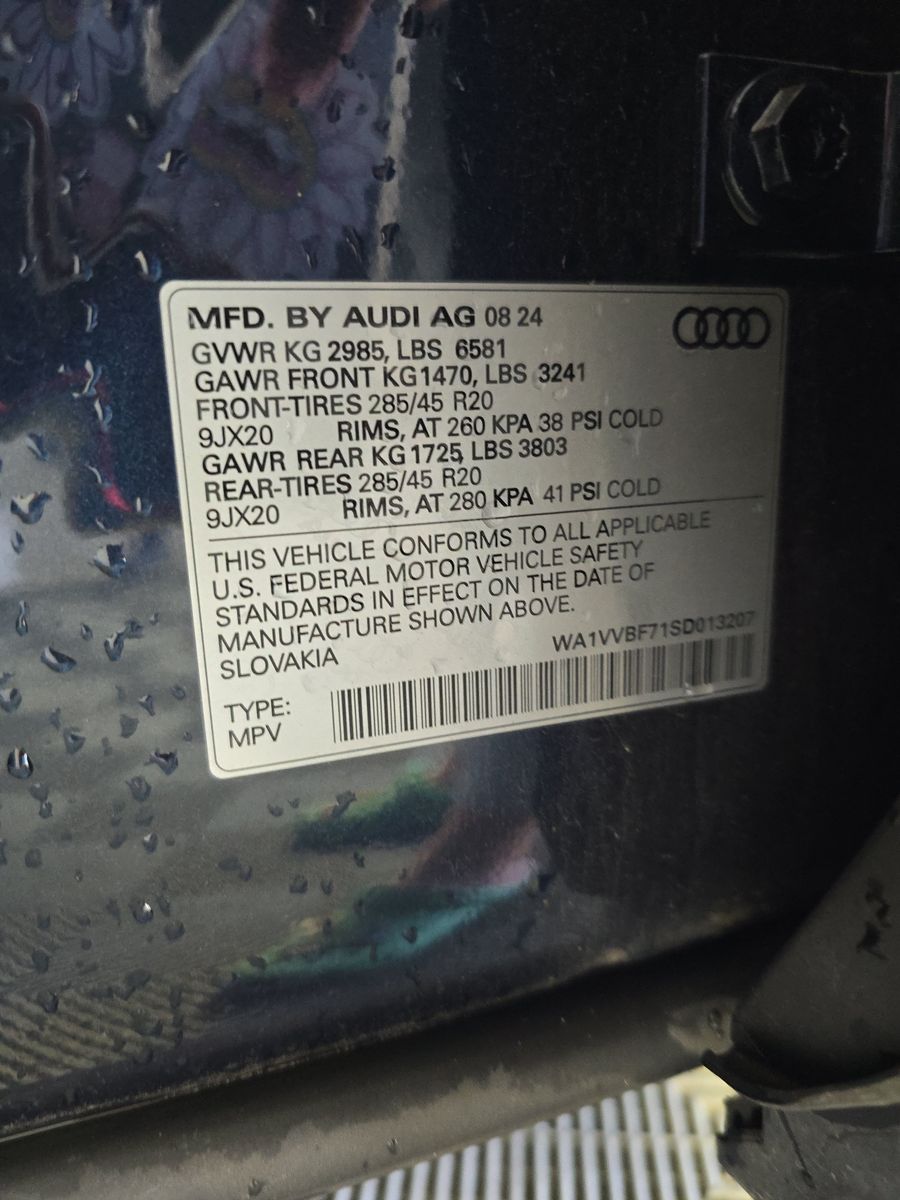 MFD. BY AUDI AG 08 24
GVWR KG 2985, LBS 6581
GAWR FRONT KG1470, LBS 3241
FRONT-TIRES 285/45 R20
9JX20 RIMS, AT 260 KPA 38 PSI COLD
GAWR REAR KG 1725, LBS 3803
REAR-TIRES 285/45 R20
9JX20 RIMS, AT 280 KPA 41 PSI COLD
THIS VEHICLE CONFORMS TO ALL APPLICABLE
U.S. FEDERAL MOTOR VEHICLE SAFETY
STANDARDS IN EFFECT ON THE DATE OF
MANUFACTURE SHOWN ABOVE.
SLOVAKIA WA1VVBF71SD013207
TYPE:
MPV